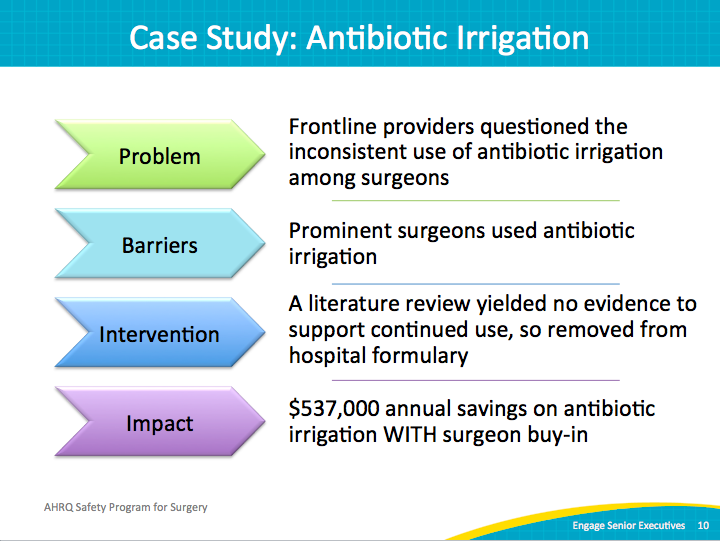 Case Study: Antibiotic Irrigation
Problem
Frontline providers questioned the
inconsistent use of antibiotic irrigation
among surgeons
Barriers
Prominent surgeons used antibiotic
irrigation
Intervention
A literature review yielded no evidence to
support continued use, so removed from
hospital formulary
Impact
$537,000 annual savings on antibiotic
irrigation WITH surgeon buy-in
AHRQ Safety Program for Surgery
Engage Senior Executives 10